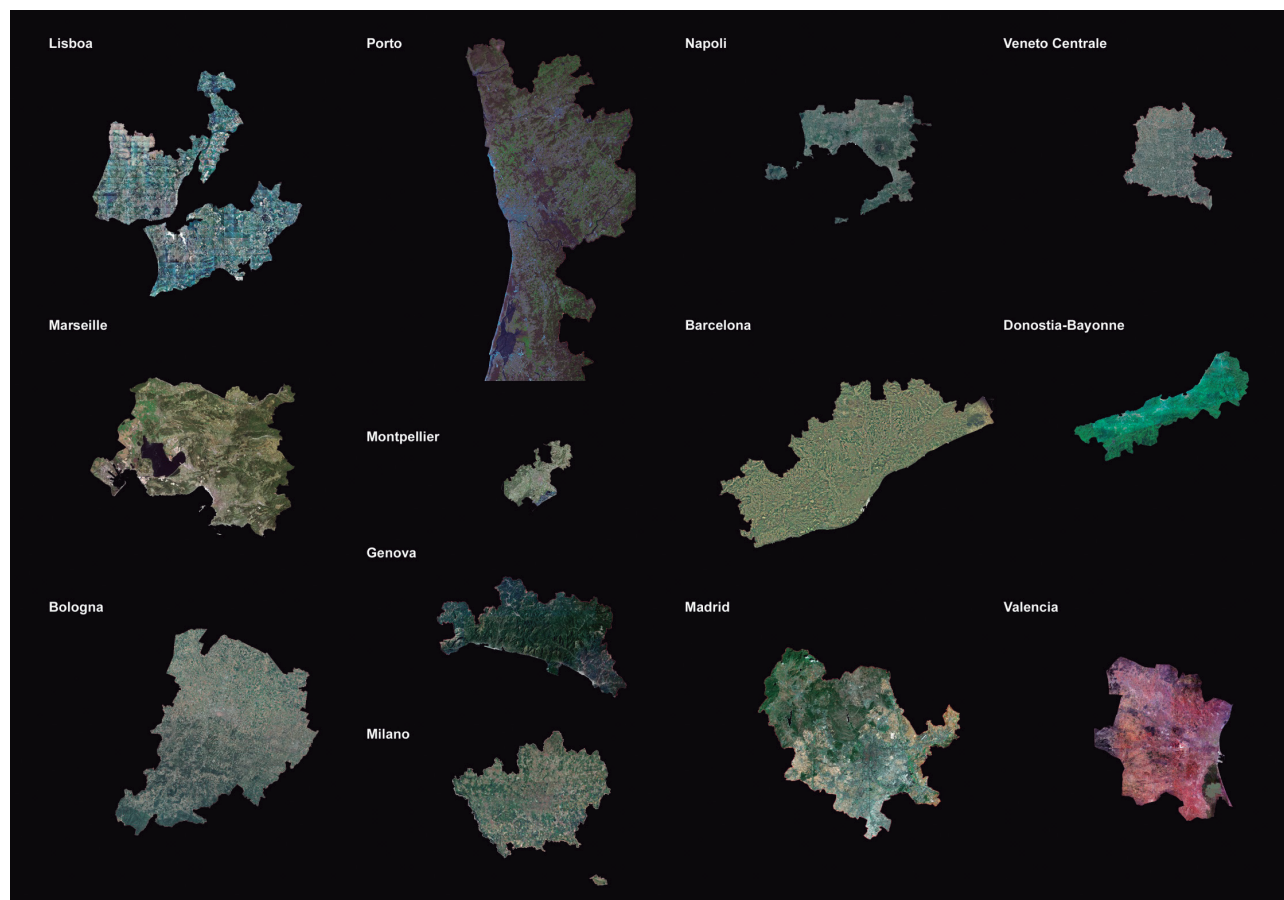 Lisboa
Porto
Napoli
Veneto Centrale
Marseille
Barcelona
Donostia-Bayonne
Montpellier
Genova
Bologna
Madrid
Valencia
Milano